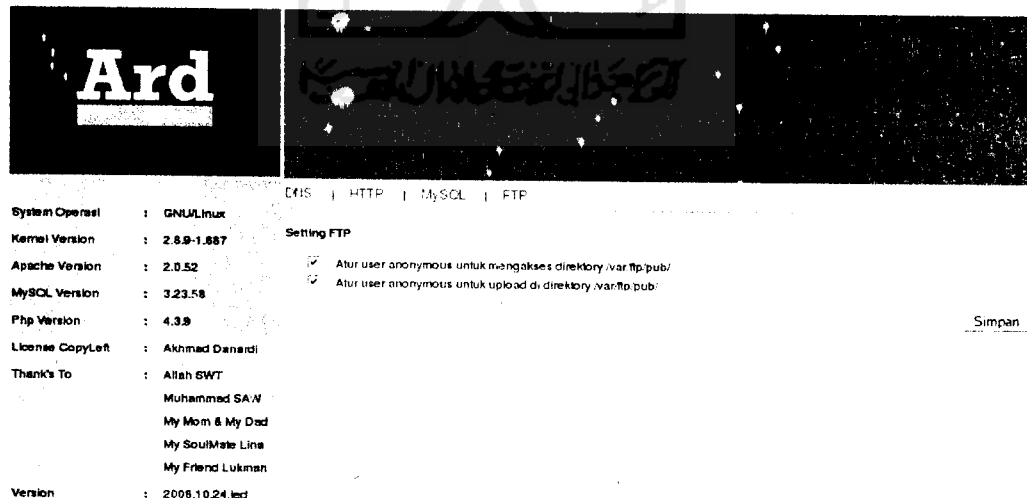 Ard
DNS | HTTP | MySQL | FTP
System Operasi : GNU/Linux
Kernel Version : 2.6.9-1.667
Apache Version : 2.0.52
MySQL Version : 3.23.58
Php Version : 4.3.9
License CopyLeft : Akhmad Danardi
Thank's To : Allah SWT
Muhammad SAW
My Mom & My Dad
My SoulMate Lina
My Friend Lukman
Version : 2006.10.24.
Setting FTP
Atur user anonymous untuk mengakses direktory /var/ftp/pub/
Atur user anonymous untuk upload di direktory /var/ftp/pub/
Simpan